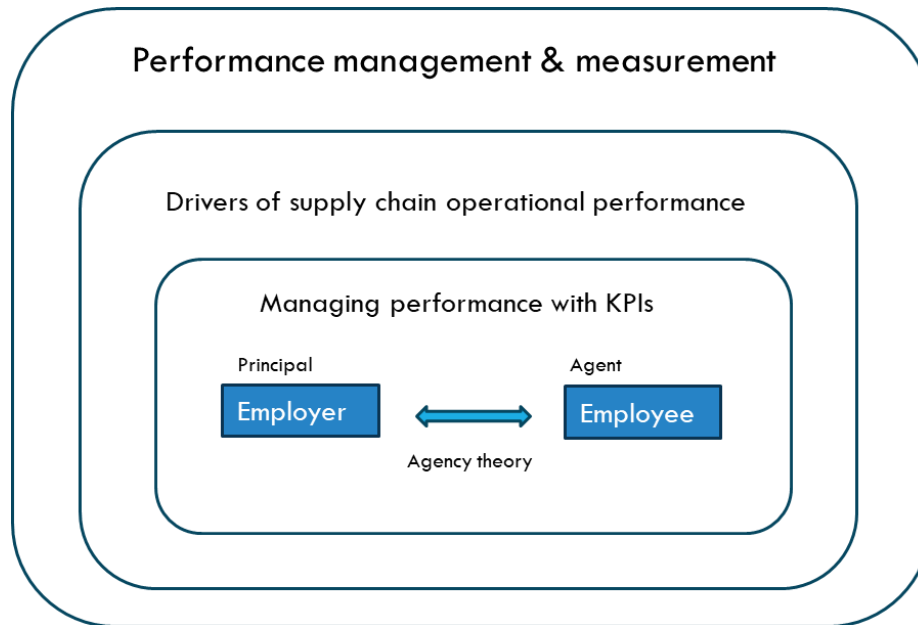 Performance management & measurement
Drivers of supply chain operational performance
Managing performance with KPIs
Principal
Agent
Employer
Employee
Agency theory